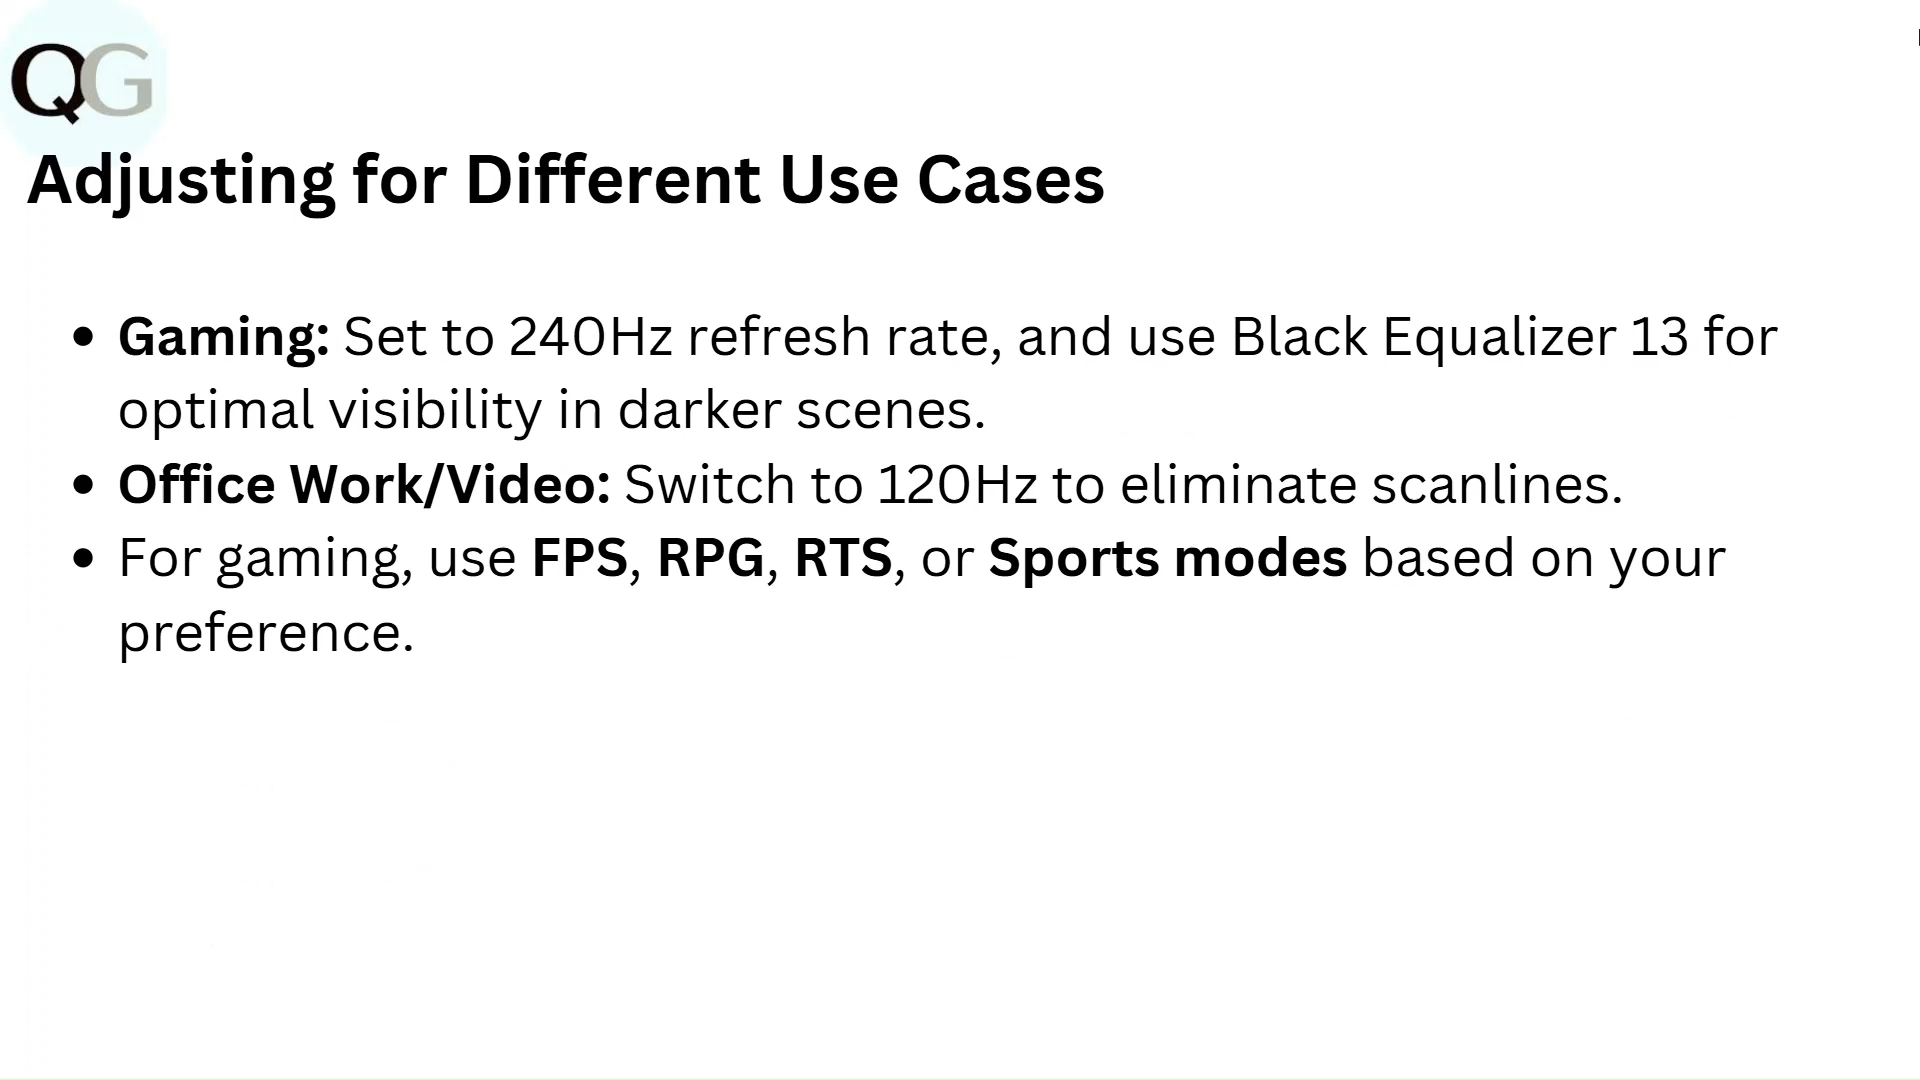 QG
Adjusting for Different Use Cases
• Gaming: Set to 240Hz refresh rate, and use Black Equalizer 13 for
optimal visibility in darker scenes.
• Office Work/Video: Switch to 120Hz to eliminate scanlines.
• For gaming, use FPS, RPG, RTS, or Sports modes based on your
preference.